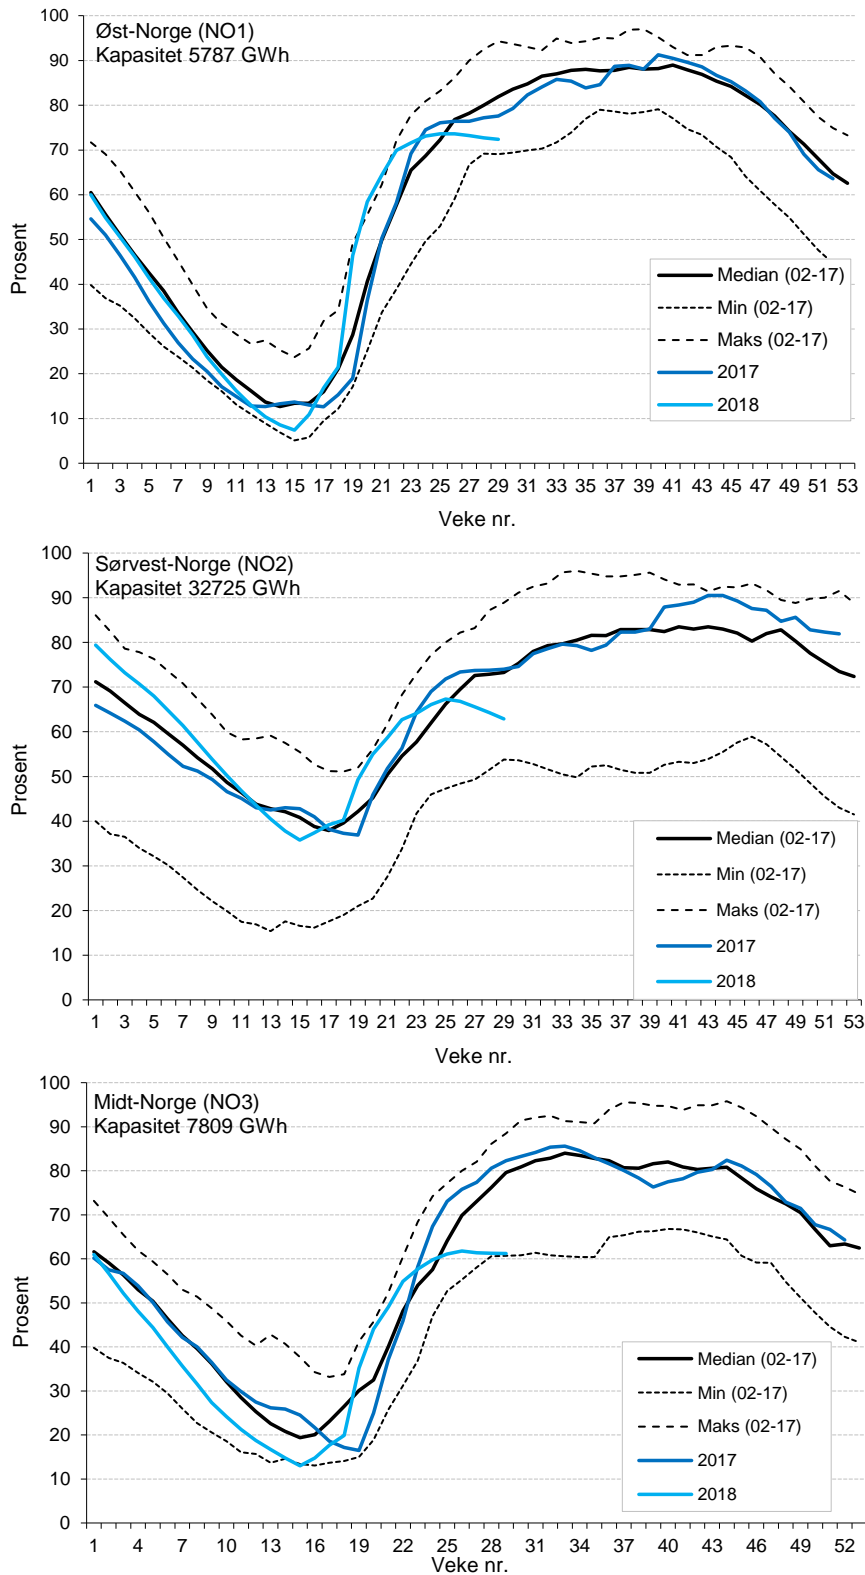 Øst-Norge (NO1)
Kapasitet 5787 GWh
Prosent
100
90
80
70
60
50
40
30
20
10
0
Median (02-17)
Min (02-17)
Maks (02-17)
2017
2018
1 3 5 7 9 11 13 15 17 19 21 23 25 27 29 31 33 35 37 39 41 43 45 47 49 51 53
Veke nr.
Sørvest-Norge (NO2)
Kapasitet 32725 GWh
Prosent
100
90
80
70
60
50
40
30
20
10
0
Median (02-17)
Min (02-17)
Maks (02-17)
2017
2018
1 3 5 7 9 11 13 15 17 19 21 23 25 27 29 31 33 35 37 39 41 43 45 47 49 51 53
Veke nr.
Midt-Norge (NO3)
Kapasitet 7809 GWh
Prosent
100
90
80
70
60
50
40
30
20
10
0
Median (02-17)
Min (02-17)
Maks (02-17)
2017
2018
1 4 7 10 13 16 19 22 25 28 31 34 37 40 43 46 49 52
Veke nr.